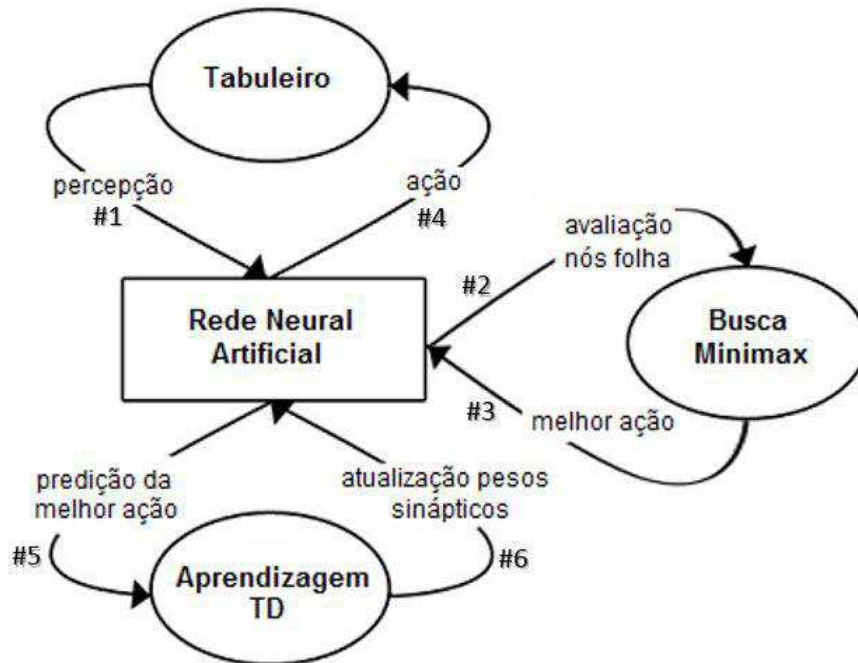 Tabuleiro
percepção
#1
ação
#4
avaliação
nós folha
#2
Rede Neural
Artificial
Busca
Minimax
#3
melhor ação
predição da
melhor ação
#5
atualização pesos
sinápticos
#6
Aprendizagem
TD